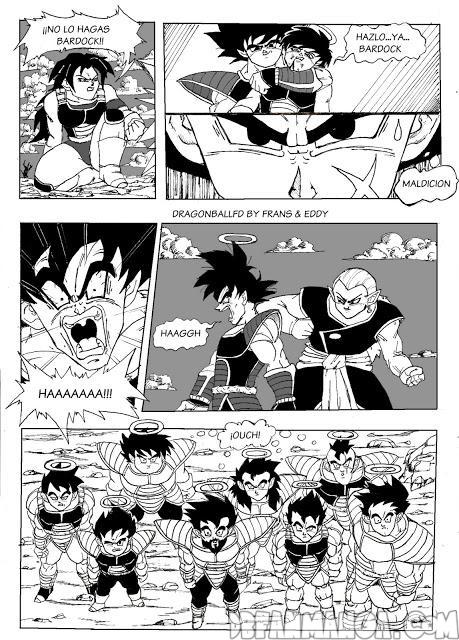 ¡¡NO LO HAGAS
BARDOCK!!
HAZLO...YA...
BARDOCK
MALDICION
DRAGONBALLFD BY FRANS & EDDY
HAAGGH
HAAAAAAA!!!
¡OUCH!
DBFANMANGA.COM